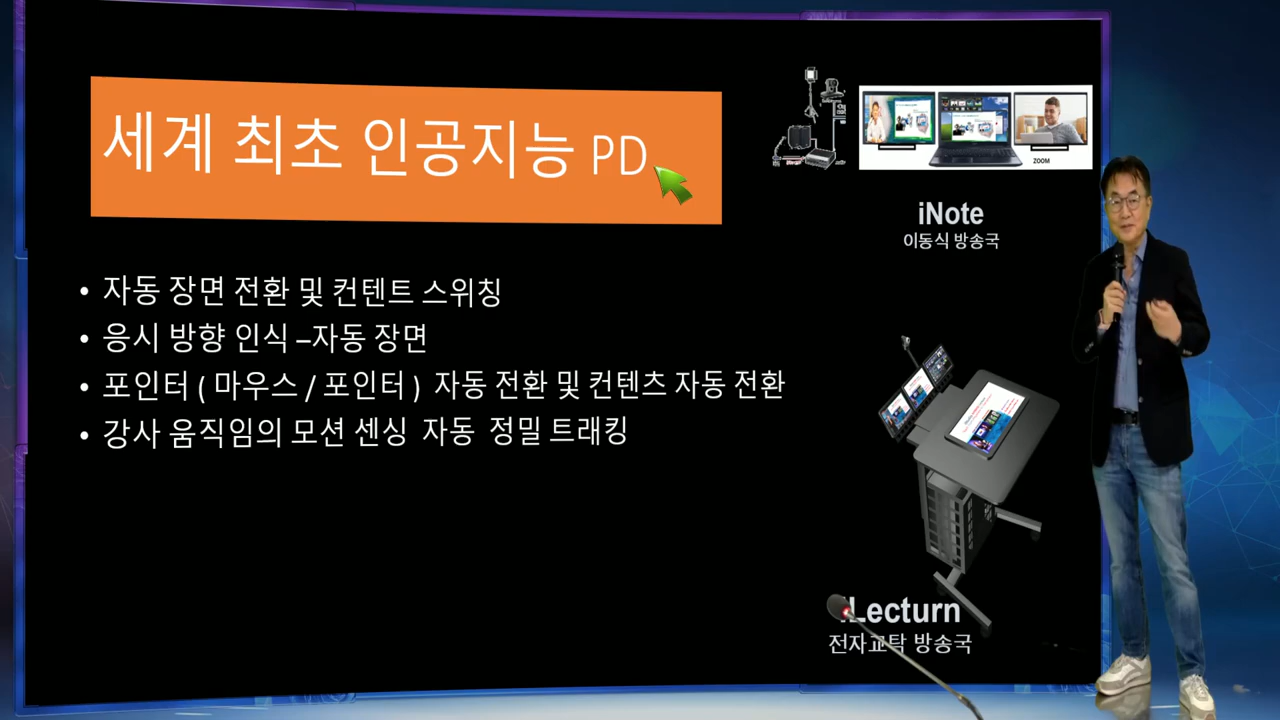 세계 최초 인공지능 PD
• 자동 장면 전환 및 컨텐트 스위칭
• 응시 방향 인식 –자동 장면
• 포인터 ( 마우스 / 포인터 ) 자동 전환 및 컨텐츠 자동 전환
• 강사 움직임의 모션 센싱 자동 정밀 트래킹
ZOOM
iNote
이동식 방송국
iLecturn
전자교탁 방송국